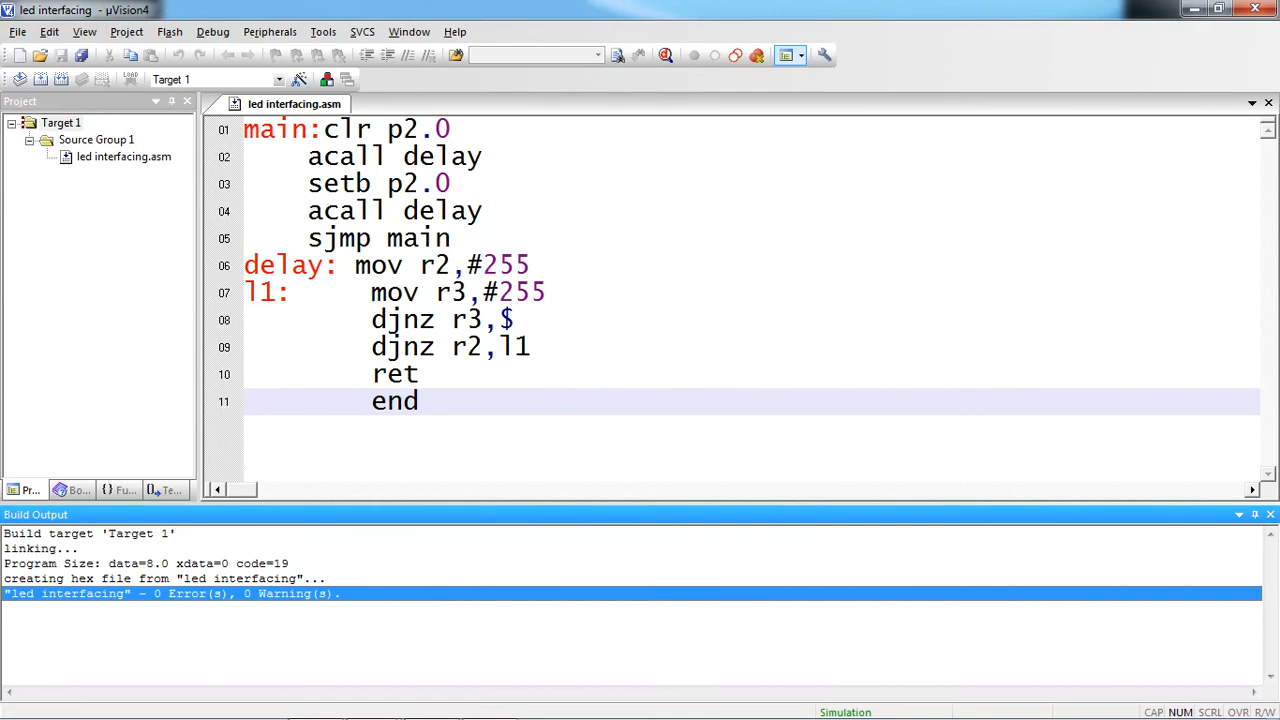 led interfacing - µVision4
File Edit View Project Flash Debug Peripherals Tools SVCS Window Help
LOAD Target 1
Project
led interfacing.asm
Target 1
Source Group 1
led interfacing.asm
01 main:clr p2.0
02 acall delay
03 setb p2.0
04 acall delay
05 sjmp main
06 delay: mov r2,#255
07 l1: mov r3,#255
08 djnz r3,$
09 djnz r2,l1
10 ret
11 end
Pr... Bo... {} Fu... Te...
Build Output
Build target 'Target 1'
linking...
Program Size: data=8.0 xdata=0 code=19
creating hex file from "led interfacing"...
"led interfacing" - 0 Error(s), 0 Warning(s).
Simulation CAP NUM SCRL OVR R/W